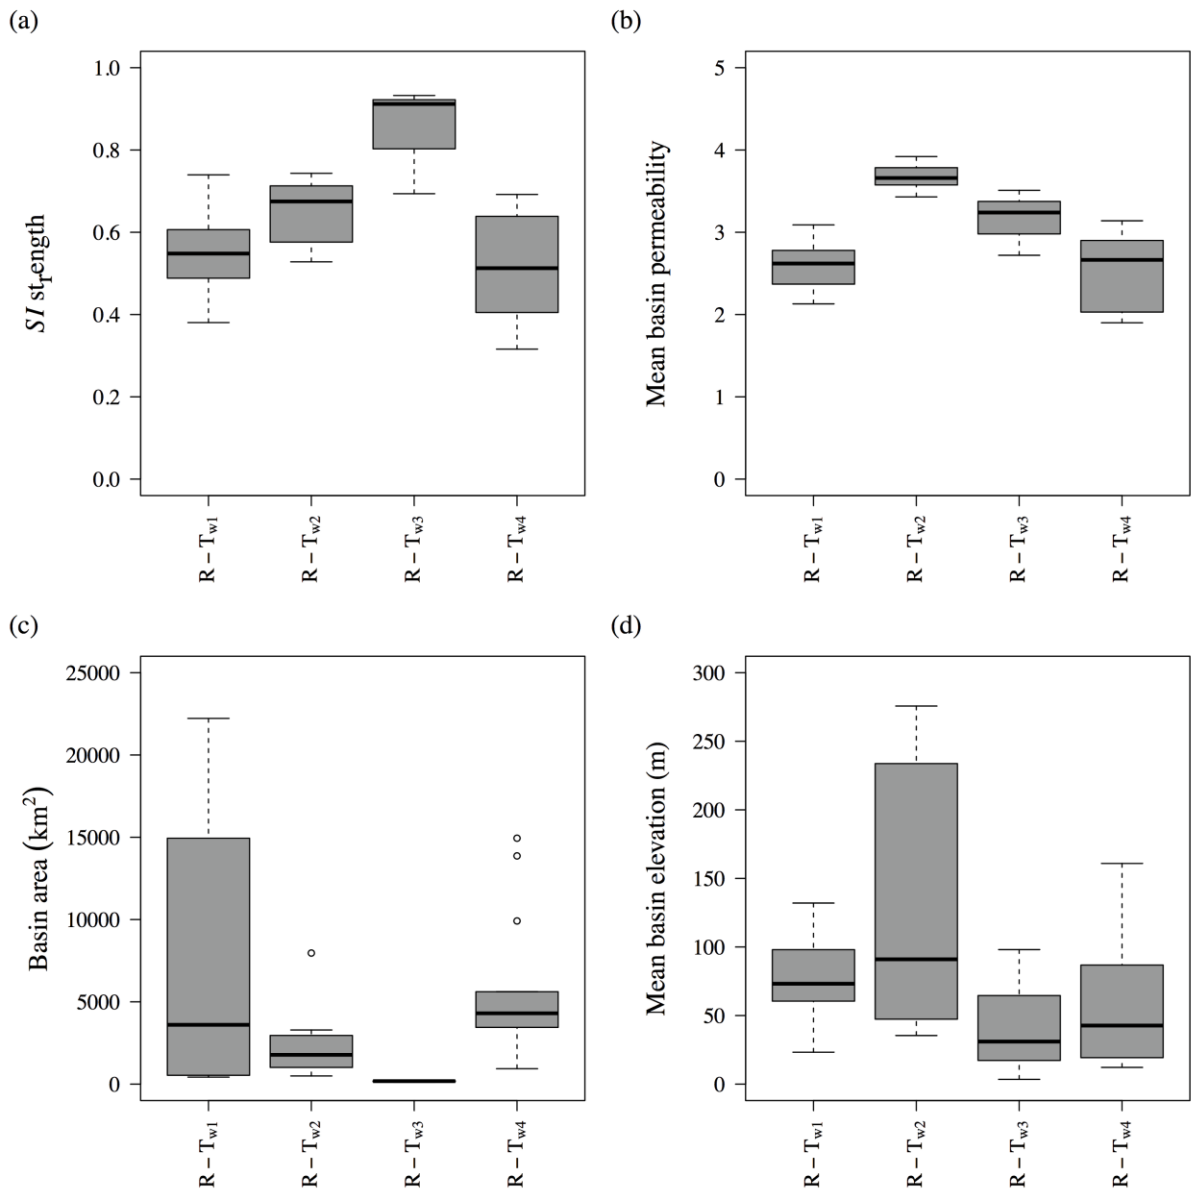 (a)
SI strength
1.0
0.8
0.6
0.4
0.2
0.0
R – Tw1
R – Tw2
R – Tw3
R – Tw4
(b)
Mean basin permeability
5
4
3
2
1
0
R – Tw1
R – Tw2
R – Tw3
R – Tw4
(c)
Basin area (km²)
25000
20000
15000
10000
5000
0
R – Tw1
R – Tw2
R – Tw3
R – Tw4
(d)
Mean basin elevation (m)
300
250
200
150
100
50
0
R – Tw1
R – Tw2
R – Tw3
R – Tw4